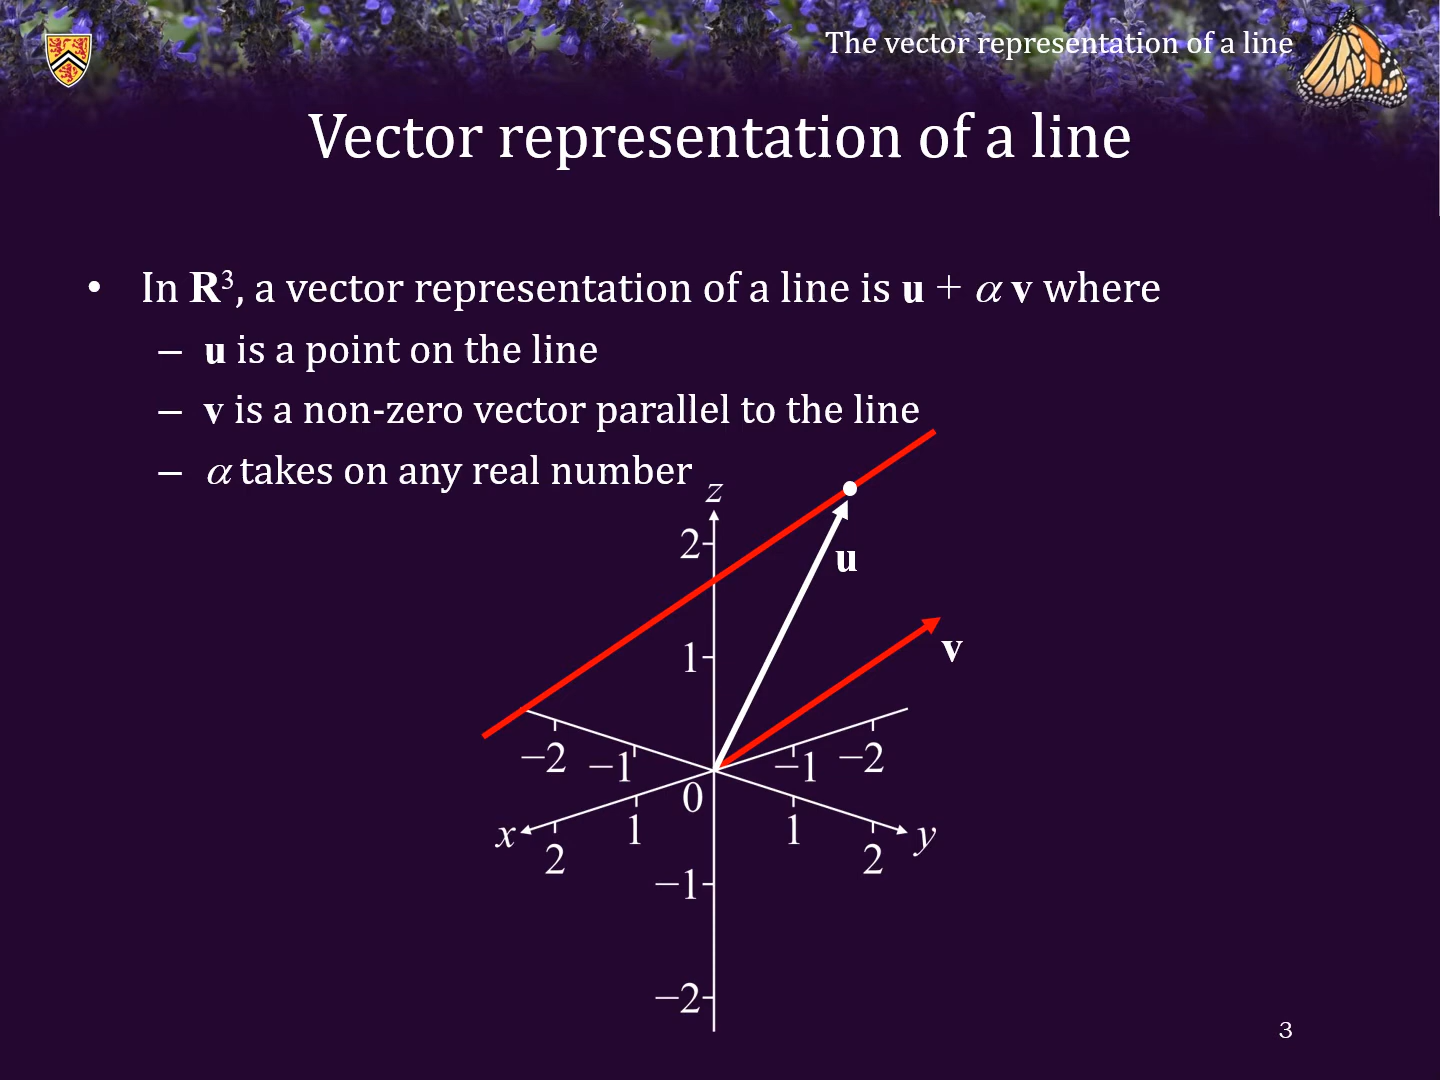 The vector representation of a line
Vector representation of a line
• In R³, a vector representation of a line is u + α v where
– u is a point on the line
– v is a non-zero vector parallel to the line
– α takes on any real number
z
2
u
1
v
−2 −1 −1 −2
0
x 1 1 y
2 2
−1
−2
3